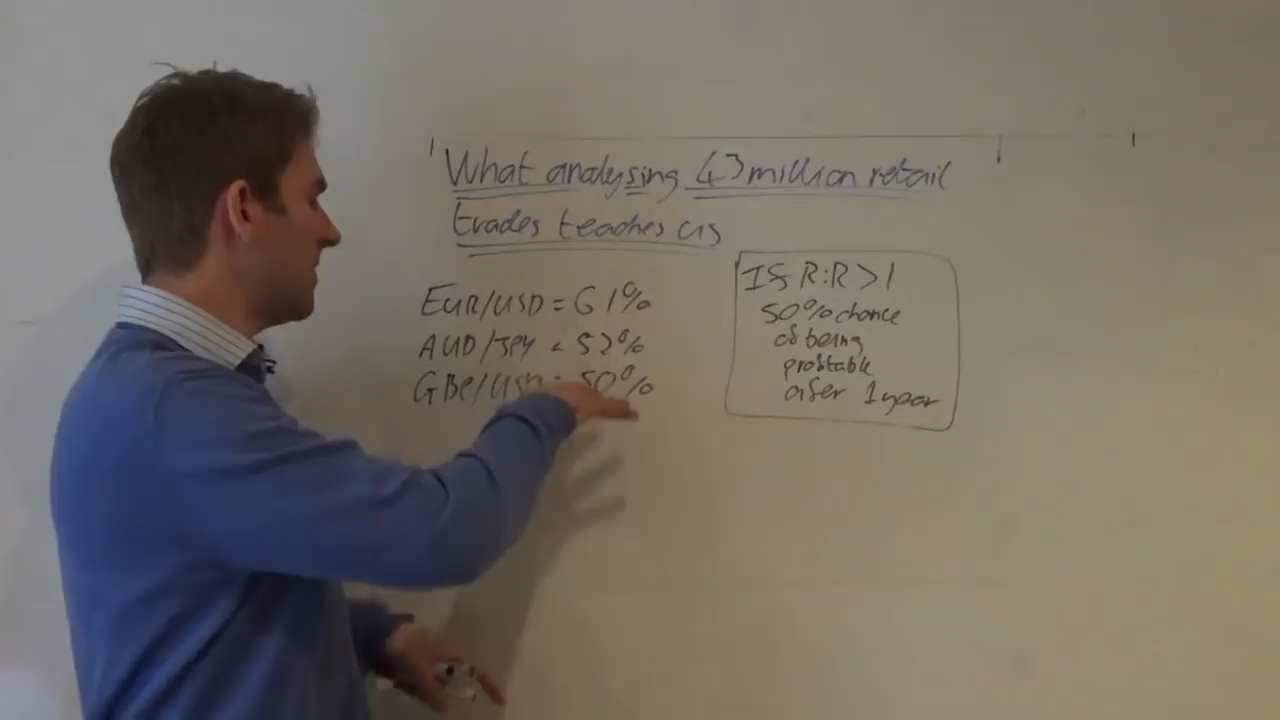 What analysing 43 million retail
trades teaches us
EUR/USD = 61%
AUD/JPY = 52%
GBP/USD = 50%
If R:R > 1
50% chance
of being
profitable
after 1 year